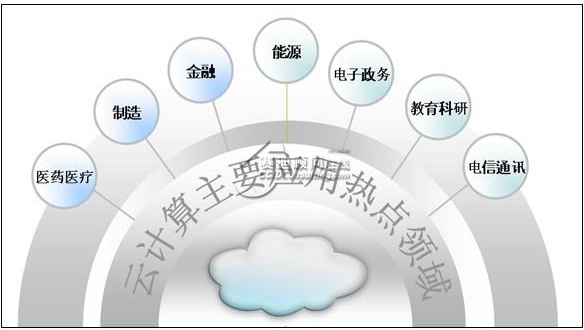 医药医疗
制造
金融
能源
电子政务
教育科研
电信通讯
云计算主要应用热点领域